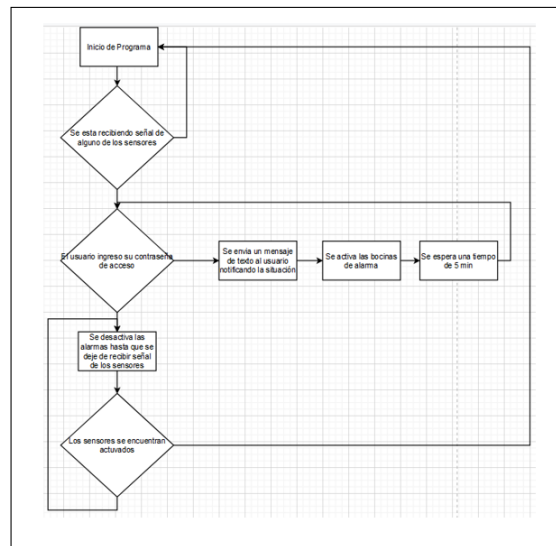 Inicio de Programa
Se esta recibiendo señal de
alguno de los sensores
El usuario ingreso su contraseña
de acceso
Se envia un mensaje
de texto al usuario
notificando la situación
Se activa las bocinas
de alarma
Se espera una tiempo
de 5 min
Se desactiva las
alarmas hasta que se
deje de recibir señal
de los sensores
Los sensores se encuentran
actuvados